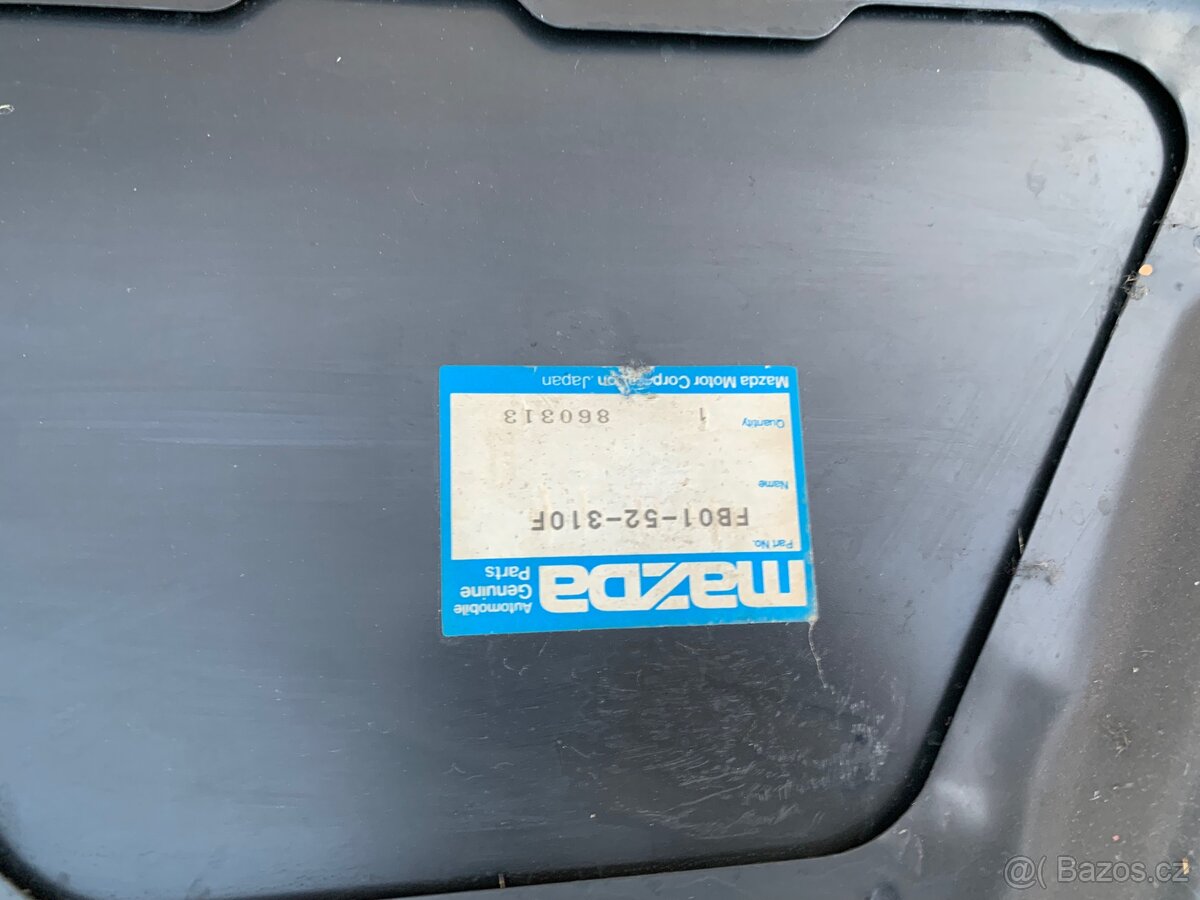 mazda
Automobile
Genuine
Parts
Part No.
FB01-52-310F
Name
Quantity
1 860313
Mazda Motor Corporation, Japan
@( Bazos.cz